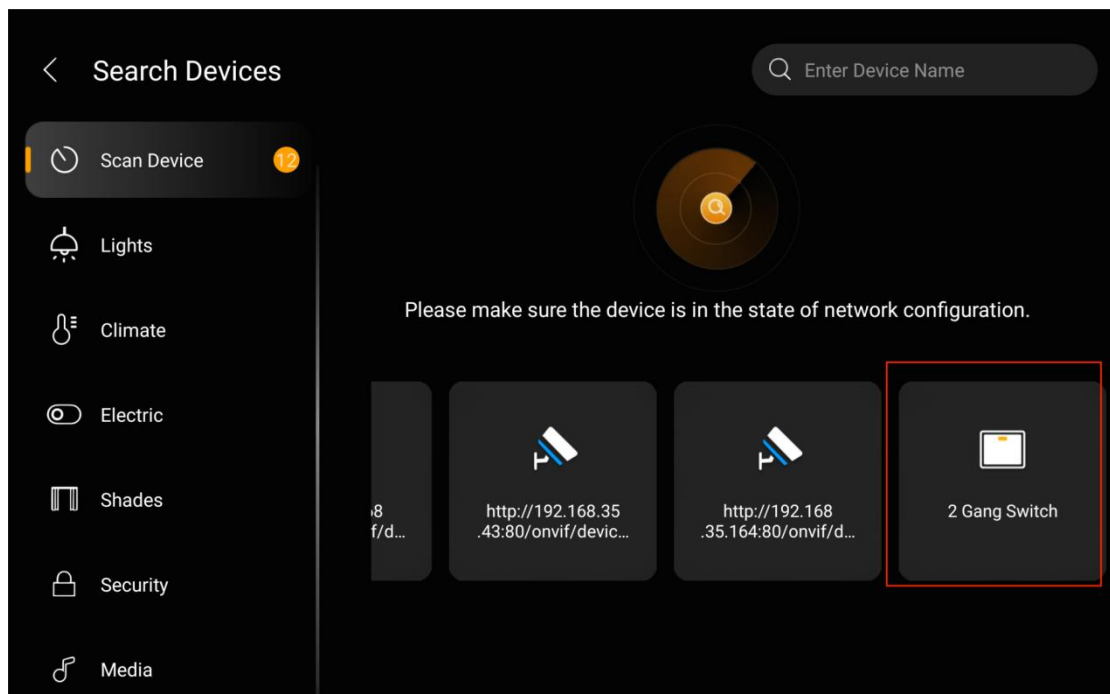 Search Devices
Enter Device Name
Scan Device
12
Lights
Climate
Electric
Shades
Security
Media
Please make sure the device is in the state of network configuration.
8
f/d...
http://192.168.35
.43:80/onvif/devic...
http://192.168
.35.164:80/onvif/d...
2 Gang Switch